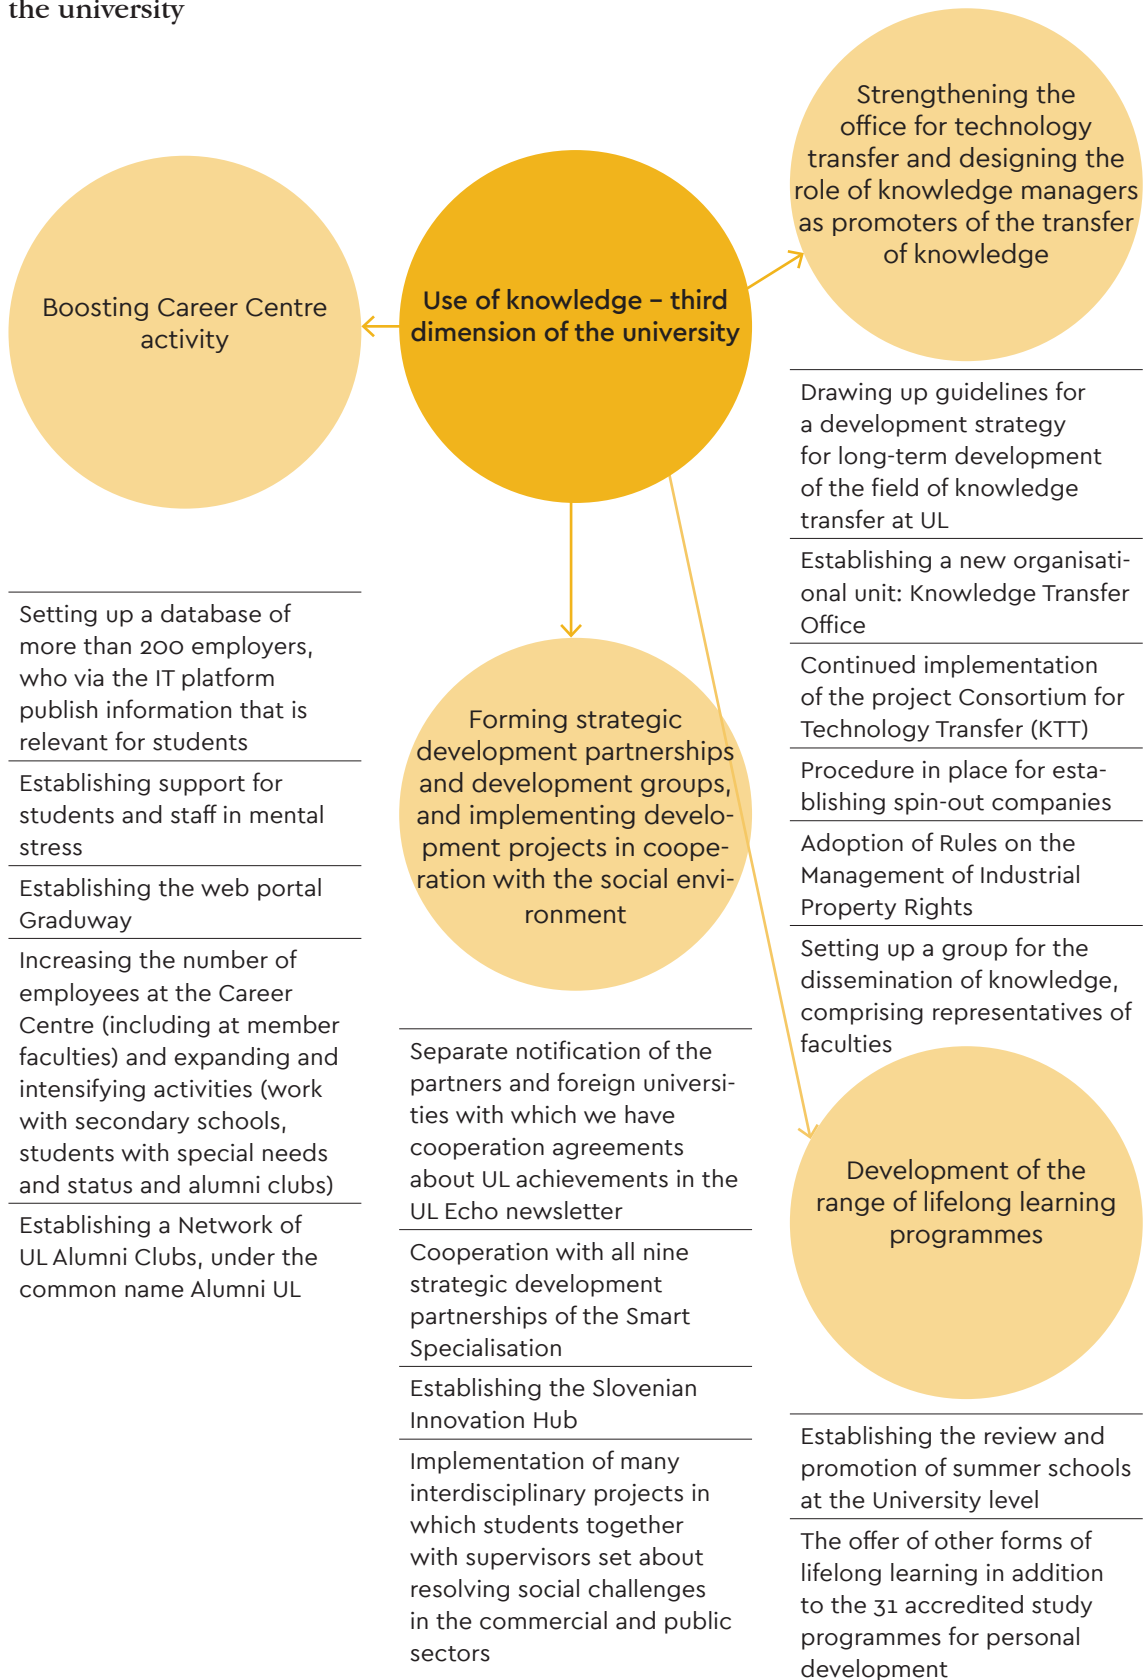 the university
Strengthening the
office for technology
transfer and designing the
role of knowledge managers
as promoters of the transfer
of knowledge
Use of knowledge – third
dimension of the university
Boosting Career Centre
activity
Setting up a database of
more than 200 employers,
who via the IT platform
publish information that is
relevant for students
Establishing support for
students and staff in mental
stress
Establishing the web portal
Graduway
Increasing the number of
employees at the Career
Centre (including at member
faculties) and expanding and
intensifying activities (work
with secondary schools,
students with special needs
and status and alumni clubs)
Establishing a Network of
UL Alumni Clubs, under the
common name Alumni UL
Forming strategic
development partnerships
and development groups,
and implementing develo-
pment projects in coope-
ration with the social envi-
ronment
Separate notification of the
partners and foreign universi-
ties with which we have
cooperation agreements
about UL achievements in the
UL Echo newsletter
Cooperation with all nine
strategic development
partnerships of the Smart
Specialisation
Establishing the Slovenian
Innovation Hub
Implementation of many
interdisciplinary projects in
which students together
with supervisors set about
resolving social challenges
in the commercial and public
sectors
Drawing up guidelines for
a development strategy
for long-term development
of the field of knowledge
transfer at UL
Establishing a new organisati-
onal unit: Knowledge Transfer
Office
Continued implementation
of the project Consortium for
Technology Transfer (KTT)
Procedure in place for esta-
blishing spin-out companies
Adoption of Rules on the
Management of Industrial
Property Rights
Setting up a group for the
dissemination of knowledge,
comprising representatives of
faculties
Development of the
range of lifelong learning
programmes
Establishing the review and
promotion of summer schools
at the University level
The offer of other forms of
lifelong learning in addition
to the 31 accredited study
programmes for personal
development